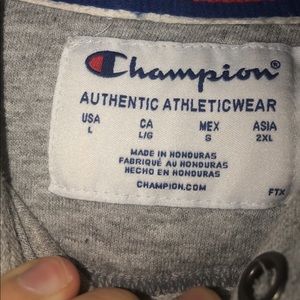 Champion
AUTHENTIC ATHLETICWEAR
USA CA MEX ASIA
L L/G S 2XL
MADE IN HONDURAS
FABRIQUÉ AU HONDURAS
HECHO EN HONDURAS
CHAMPION.COM
FTX